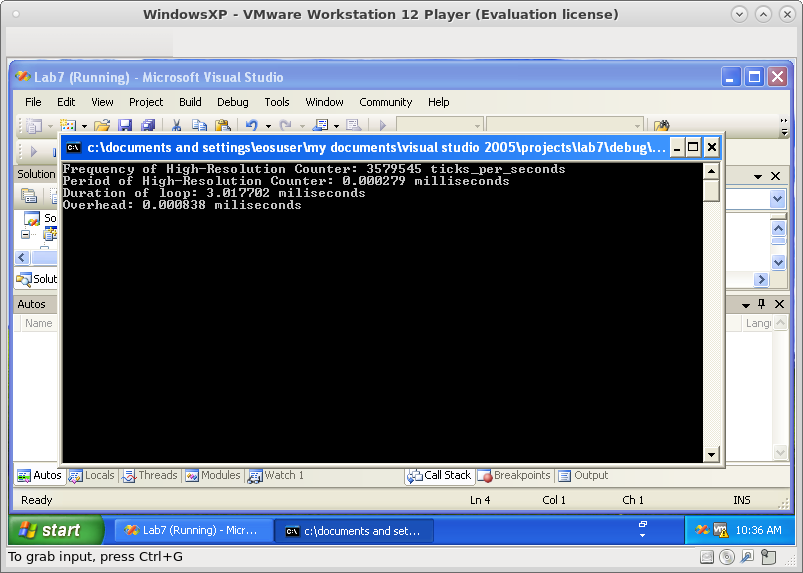 WindowsXP - VMware Workstation 12 Player (Evaluation license)
Lab7 (Running) - Microsoft Visual Studio
File Edit View Project Build Debug Tools Window Community Help
c:\documents and settings\eosuser\my documents\visual studio 2005\projects\lab7\debug\...
Frequency of High-Resolution Counter: 3579545 ticks_per_seconds
Period of High-Resolution Counter: 0.000279 milliseconds
Duration of loop: 3.017702 miliseconds
Overhead: 0.000838 miliseconds
Solution
So
Solut
Autos
Name
Langu
Autos Locals Threads Modules Watch 1 Call Stack Breakpoints Output
Ready Ln 4 Col 1 Ch 1 INS
start Lab7 (Running) - Micr... c:\documents and set... 10:36 AM
To grab input, press Ctrl+G